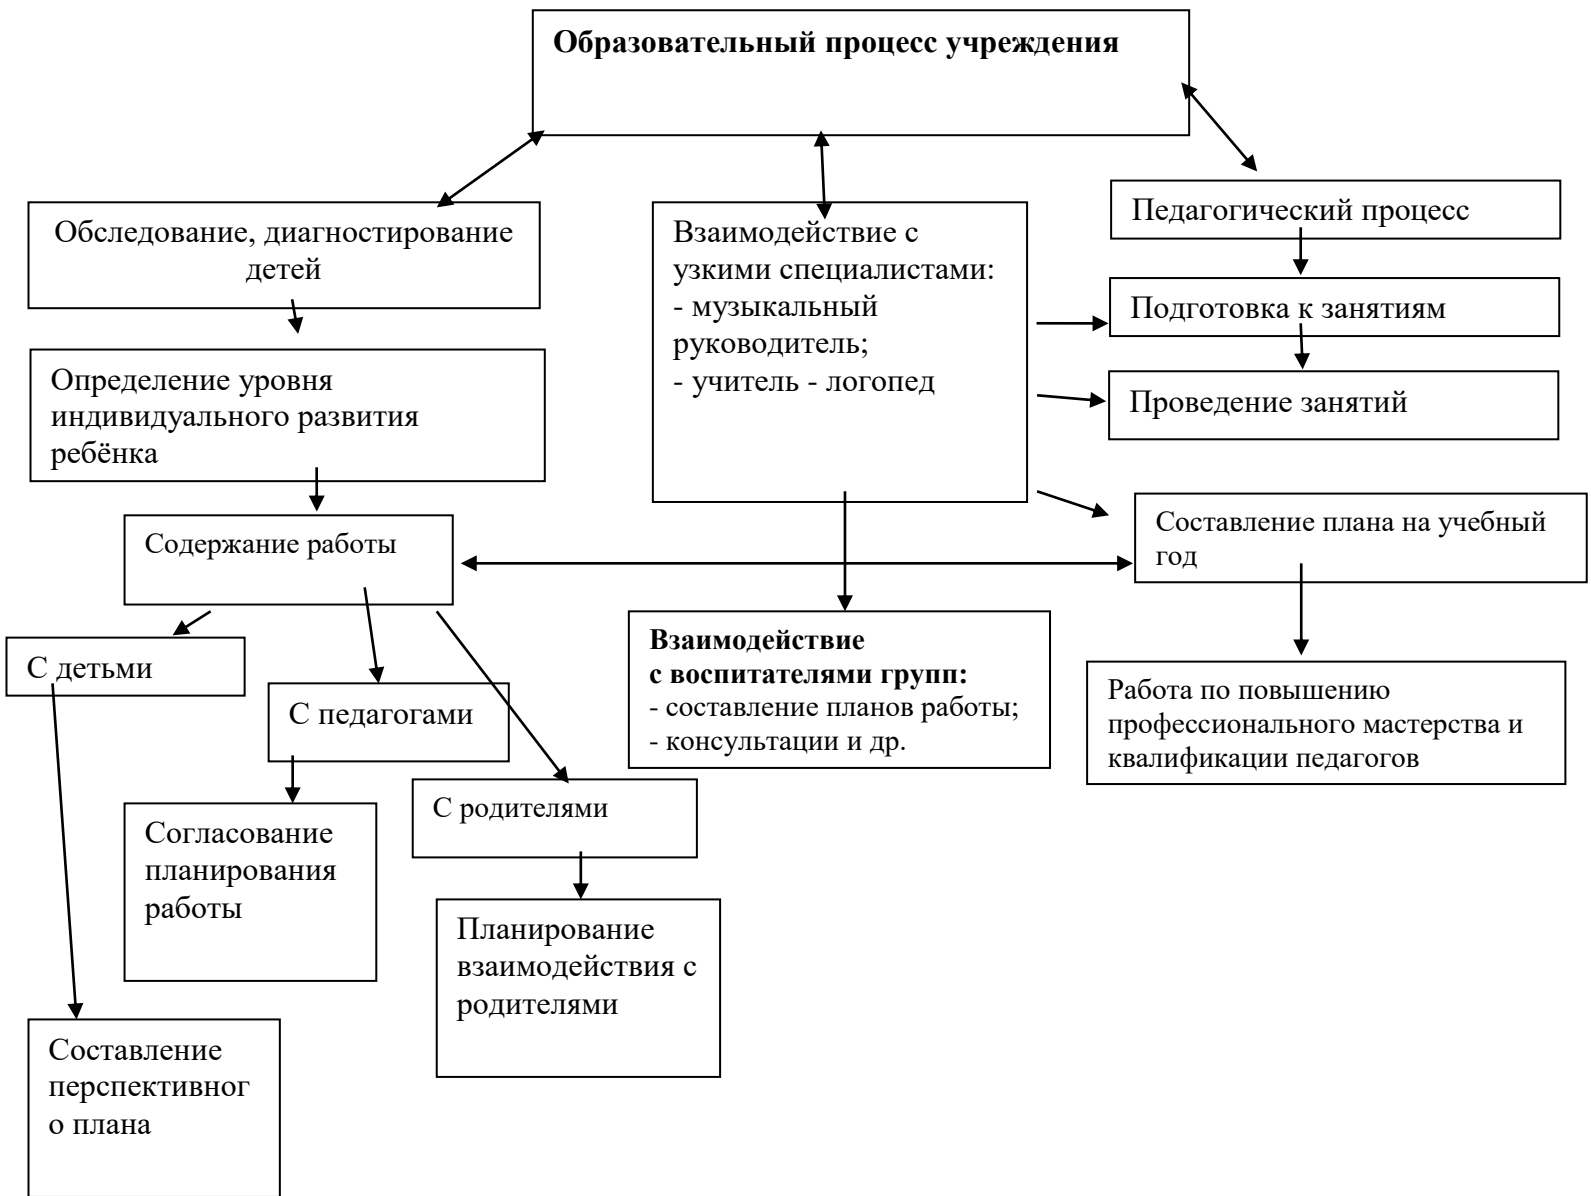 Образовательный процесс учреждения
Обследование, диагностирование
детей
Взаимодействие с
узкими специалистами:
- музыкальный
руководитель;
- учитель - логопед
Педагогический процесс
Подготовка к занятиям
Проведение занятий
Определение уровня
индивидуального развития
ребёнка
Содержание работы
Составление плана на учебный
год
С детьми
С педагогами
С родителями
Взаимодействие
с воспитателями групп:
- составление планов работы;
- консультации и др.
Работа по повышению
профессионального мастерства и
квалификации педагогов
Согласование
планирования
работы
Планирование
взаимодействия с
родителями
Составление
перспективног
о плана